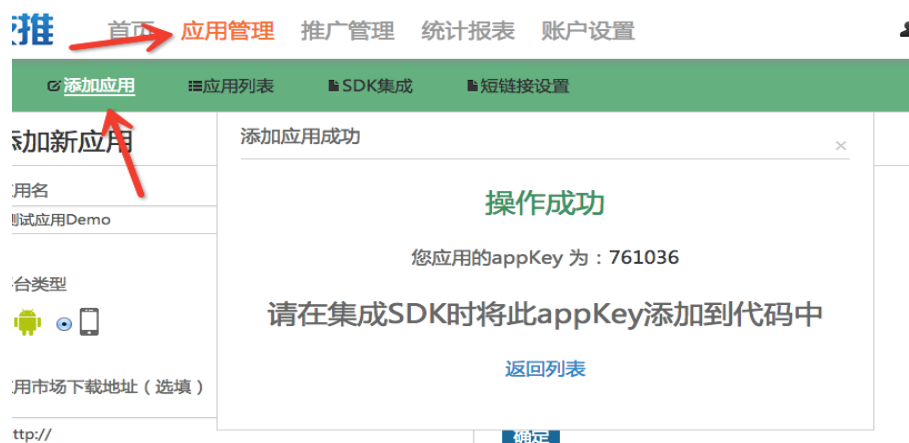 推
首页 应用管理 推广管理 统计报表 账户设置
添加应用 应用列表 SDK集成 短链接设置
添加新应用
添加应用成功 ×
用名
操作成功
测试应用Demo
您应用的appKey 为：761036
台类型
请在集成SDK时将此appKey添加到代码中
返回列表
用市场下载地址（选填）
ttp://
确定